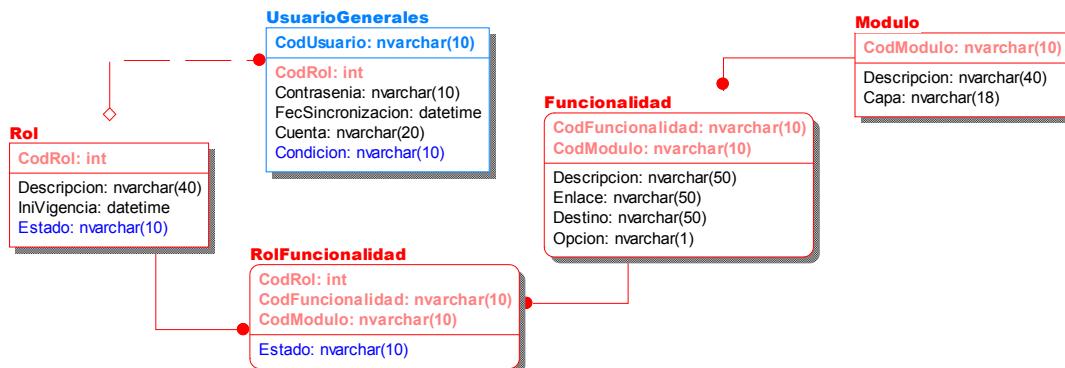 UsuarioGenerales
CodUsuario: nvarchar(10)
CodRol: int
Contrasenia: nvarchar(10)
FecSincronizacion: datetime
Cuenta: nvarchar(20)
Condicion: nvarchar(10)
Modulo
CodModulo: nvarchar(10)
Descripcion: nvarchar(40)
Capa: nvarchar(18)
Funcionalidad
CodFuncionalidad: nvarchar(10)
CodModulo: nvarchar(10)
Descripcion: nvarchar(50)
Enlace: nvarchar(50)
Destino: nvarchar(50)
Opcion: nvarchar(1)
Rol
CodRol: int
Descripcion: nvarchar(40)
IniVigencia: datetime
Estado: nvarchar(10)
RolFuncionalidad
CodRol: int
CodFuncionalidad: nvarchar(10)
CodModulo: nvarchar(10)
Estado: nvarchar(10)